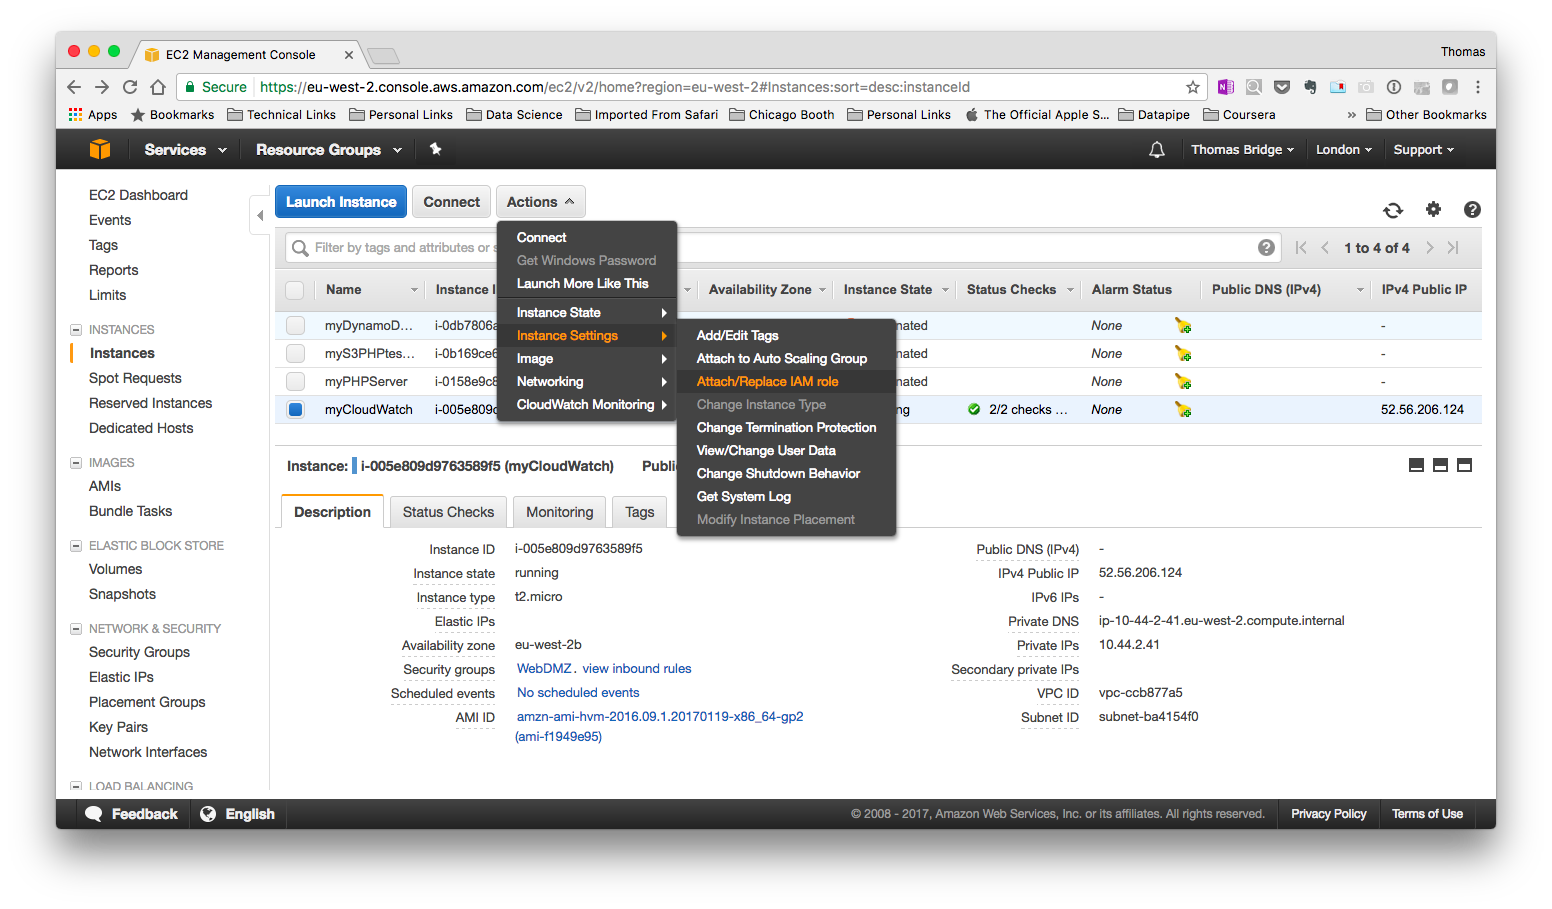 EC2 Management Console
Thomas
Secure https://eu-west-2.console.aws.amazon.com/ec2/v2/home?region=eu-west-2#Instances:sort=desc:instanceId
Apps Bookmarks Technical Links Personal Links Data Science Imported From Safari Chicago Booth Personal Links The Official Apple S... Datapipe Coursera » Other Bookmarks
Services Resource Groups Thomas Bridge London Support
EC2 Dashboard
Events
Tags
Reports
Limits
INSTANCES
Instances
Spot Requests
Reserved Instances
Dedicated Hosts
IMAGES
AMIs
Bundle Tasks
ELASTIC BLOCK STORE
Volumes
Snapshots
NETWORK & SECURITY
Security Groups
Elastic IPs
Placement Groups
Key Pairs
Network Interfaces
LOAD BALANCING
Launch Instance Connect Actions
Connect
Get Windows Password
Launch More Like This
Instance State
Instance Settings
Image
Networking
CloudWatch Monitoring
Add/Edit Tags
Attach to Auto Scaling Group
Attach/Replace IAM role
Change Instance Type
Change Termination Protection
View/Change User Data
Change Shutdown Behavior
Get System Log
Modify Instance Placement
Filter by tags and attributes or s
1 to 4 of 4
Name Instance I Availability Zone Instance State Status Checks Alarm Status Public DNS (IPv4) IPv4 Public IP
myDynamoD... i-0db7806a nated None -
myS3PHPtes... i-0b169ce6 nated None -
myPHPServer i-0158e9c8 nated None -
myCloudWatch i-005e809d ng 2/2 checks ... None 52.56.206.124
Instance: i-005e809d9763589f5 (myCloudWatch) Publi
Description Status Checks Monitoring Tags
Instance ID i-005e809d9763589f5
Instance state running
Instance type t2.micro
Elastic IPs
Availability zone eu-west-2b
Security groups WebDMZ. view inbound rules
Scheduled events No scheduled events
AMI ID amzn-ami-hvm-2016.09.1.20170119-x86_64-gp2
(ami-f1949e95)
Public DNS (IPv4) -
IPv4 Public IP 52.56.206.124
IPv6 IPs -
Private DNS ip-10-44-2-41.eu-west-2.compute.internal
Private IPs 10.44.2.41
Secondary private IPs
VPC ID vpc-ccb877a5
Subnet ID subnet-ba4154f0
Feedback English © 2008 - 2017, Amazon Web Services, Inc. or its affiliates. All rights reserved. Privacy Policy Terms of Use